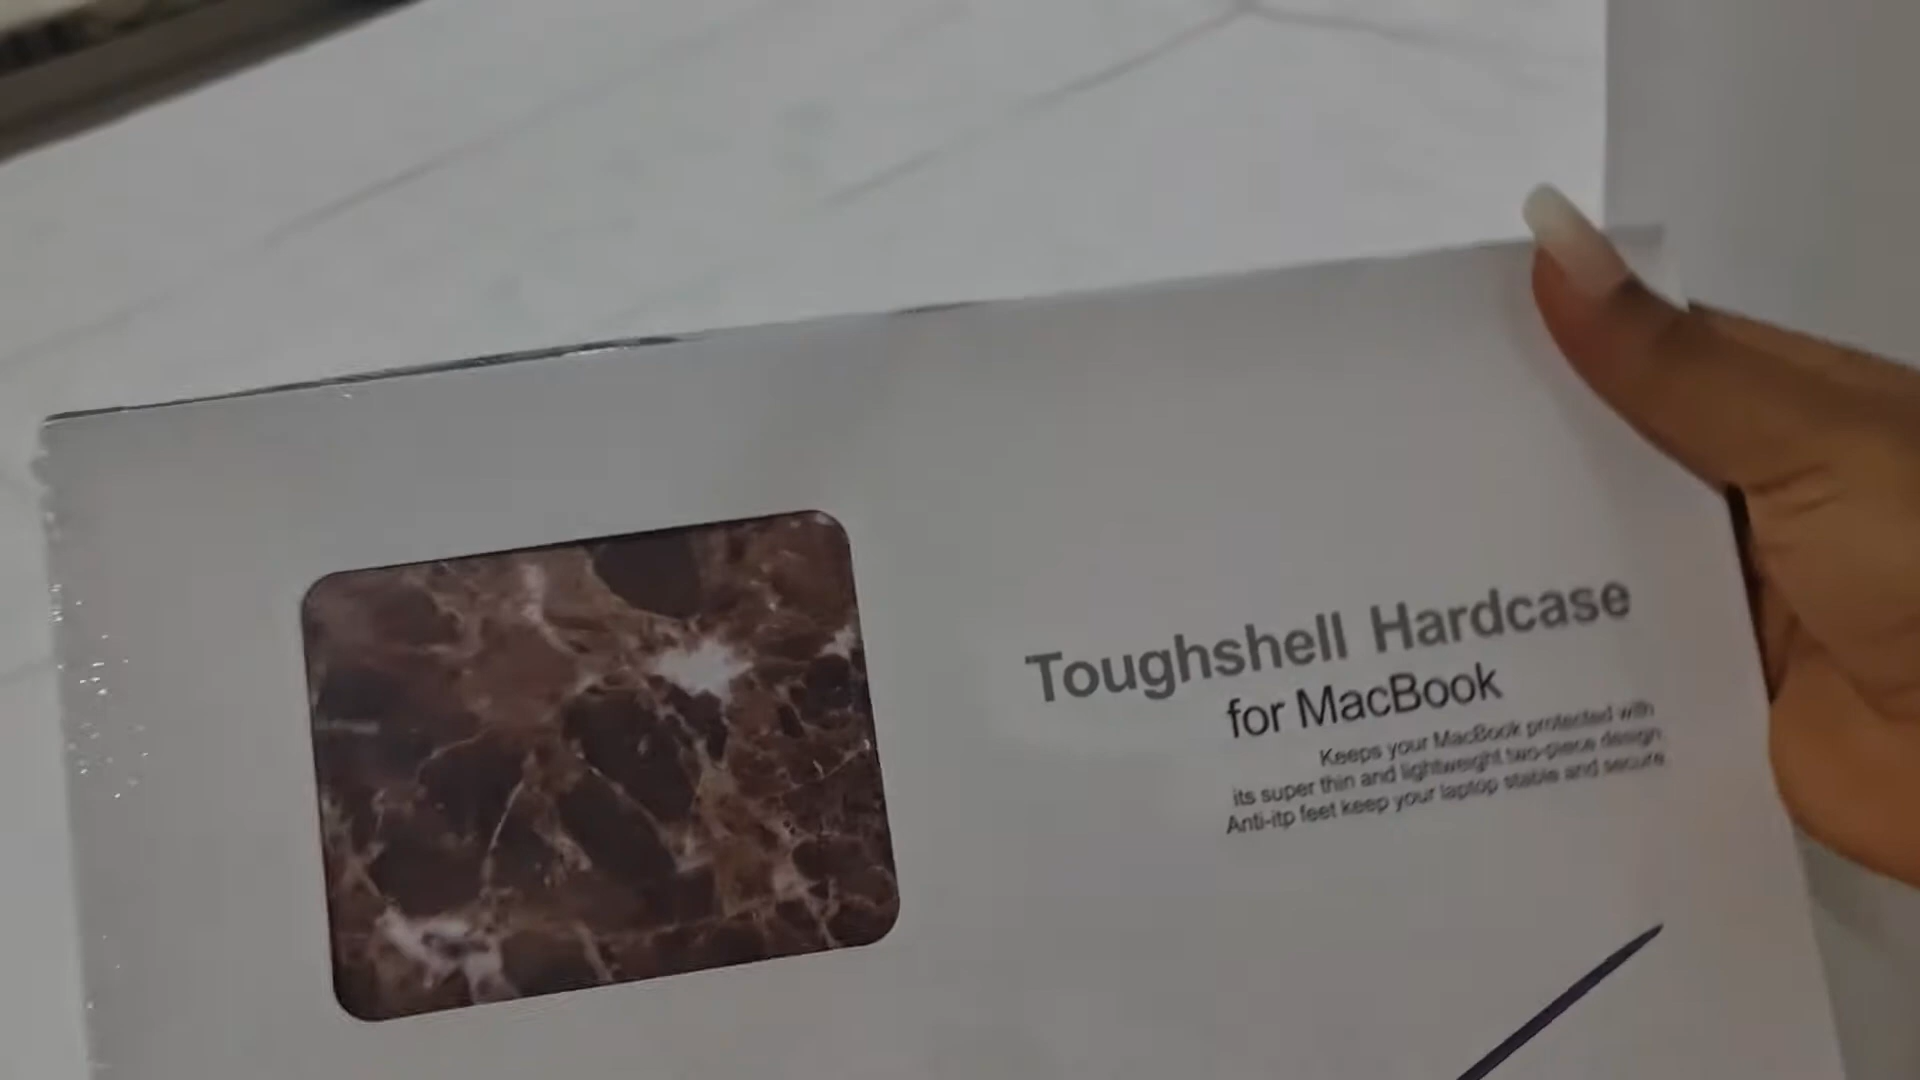 Toughshell Hardcase
for MacBook
Keeps your MacBook protected with
its super thin and lightweight two-piece design
Anti-itp feet keep your laptop stable and secure